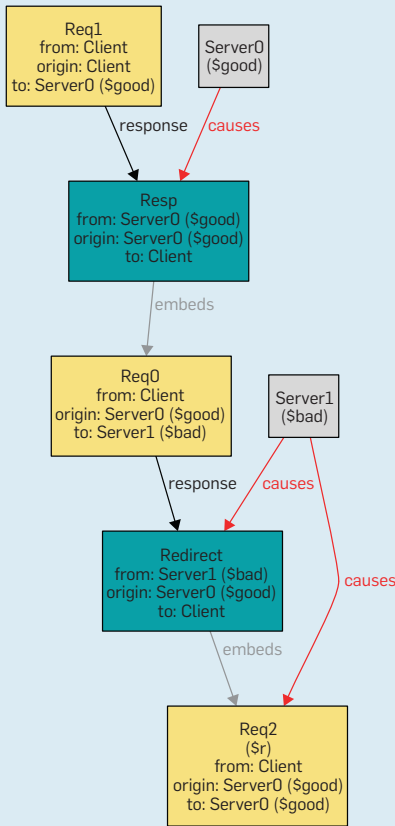 Req1
from: Client
origin: Client
to: Server0 ($good)
Server0
($good)
response
causes
Resp
from: Server0 ($good)
origin: Server0 ($good)
to: Client
embeds
Req0
from: Client
origin: Server0 ($good)
to: Server1 ($bad)
Server1
($bad)
response
causes
causes
Redirect
from: Server1 ($bad)
origin: Server0 ($good)
to: Client
embeds
Req2
($r)
from: Client
origin: Server0 ($good)
to: Server0 ($good)